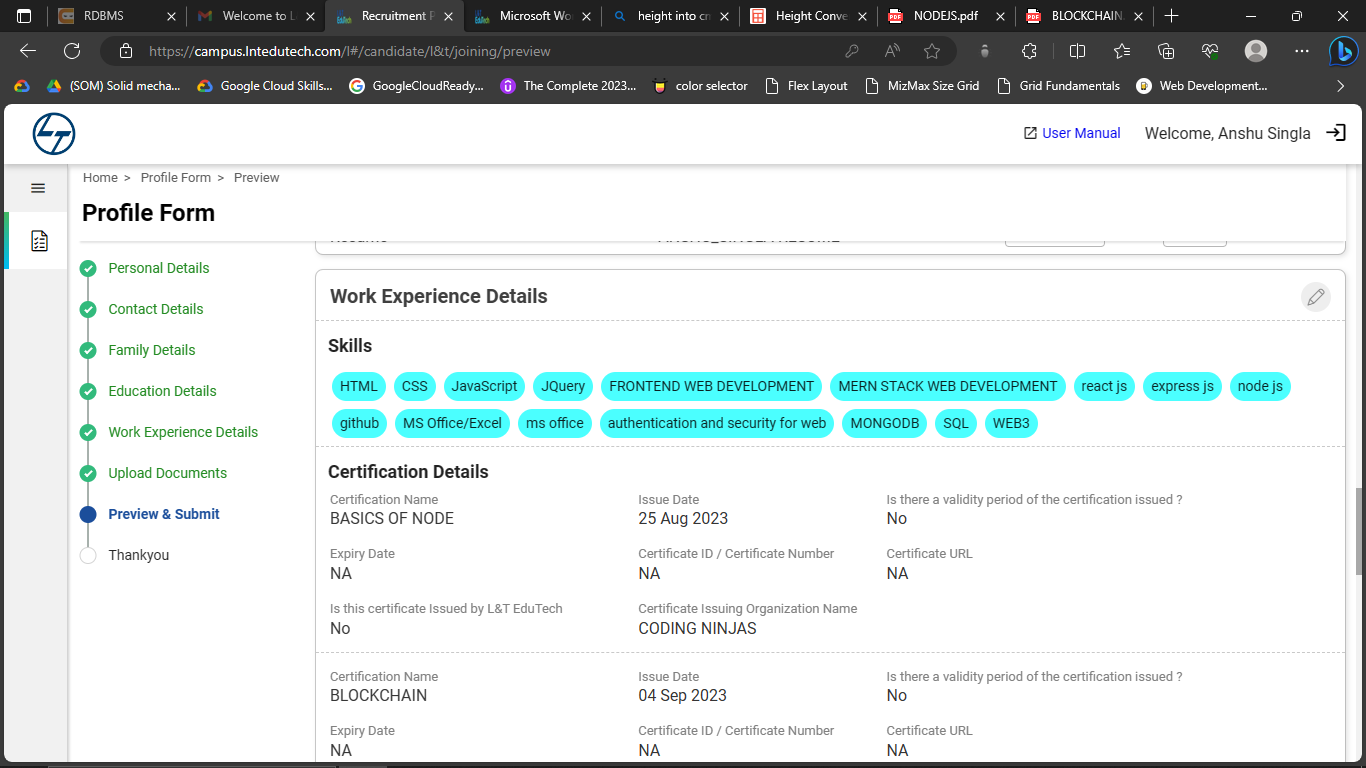 RDBMS
Welcome to L
Recruitment P
Microsoft Wo
height into cm
Height Conve
NODEJS.pdf
BLOCKCHAIN.
https://campus.lntedutech.com/l#/candidate/l&t/joining/preview
(SOM) Solid mecha...
Google Cloud Skills...
GoogleCloudReady...
The Complete 2023...
color selector
Flex Layout
MizMax Size Grid
Grid Fundamentals
Web Development...
User Manual
Welcome, Anshu Singla
Home > Profile Form > Preview
Profile Form
Personal Details
Contact Details
Family Details
Education Details
Work Experience Details
Upload Documents
Preview & Submit
Thankyou
Work Experience Details
Skills
HTML CSS JavaScript JQuery FRONTEND WEB DEVELOPMENT MERN STACK WEB DEVELOPMENT react js express js node js
github MS Office/Excel ms office authentication and security for web MONGODB SQL WEB3
Certification Details
Certification Name Issue Date Is there a validity period of the certification issued ?
BASICS OF NODE 25 Aug 2023 No
Expiry Date Certificate ID / Certificate Number Certificate URL
NA NA NA
Is this certificate Issued by L&T EduTech Certificate Issuing Organization Name
No CODING NINJAS
Certification Name Issue Date Is there a validity period of the certification issued ?
BLOCKCHAIN 04 Sep 2023 No
Expiry Date Certificate ID / Certificate Number Certificate URL
NA NA NA